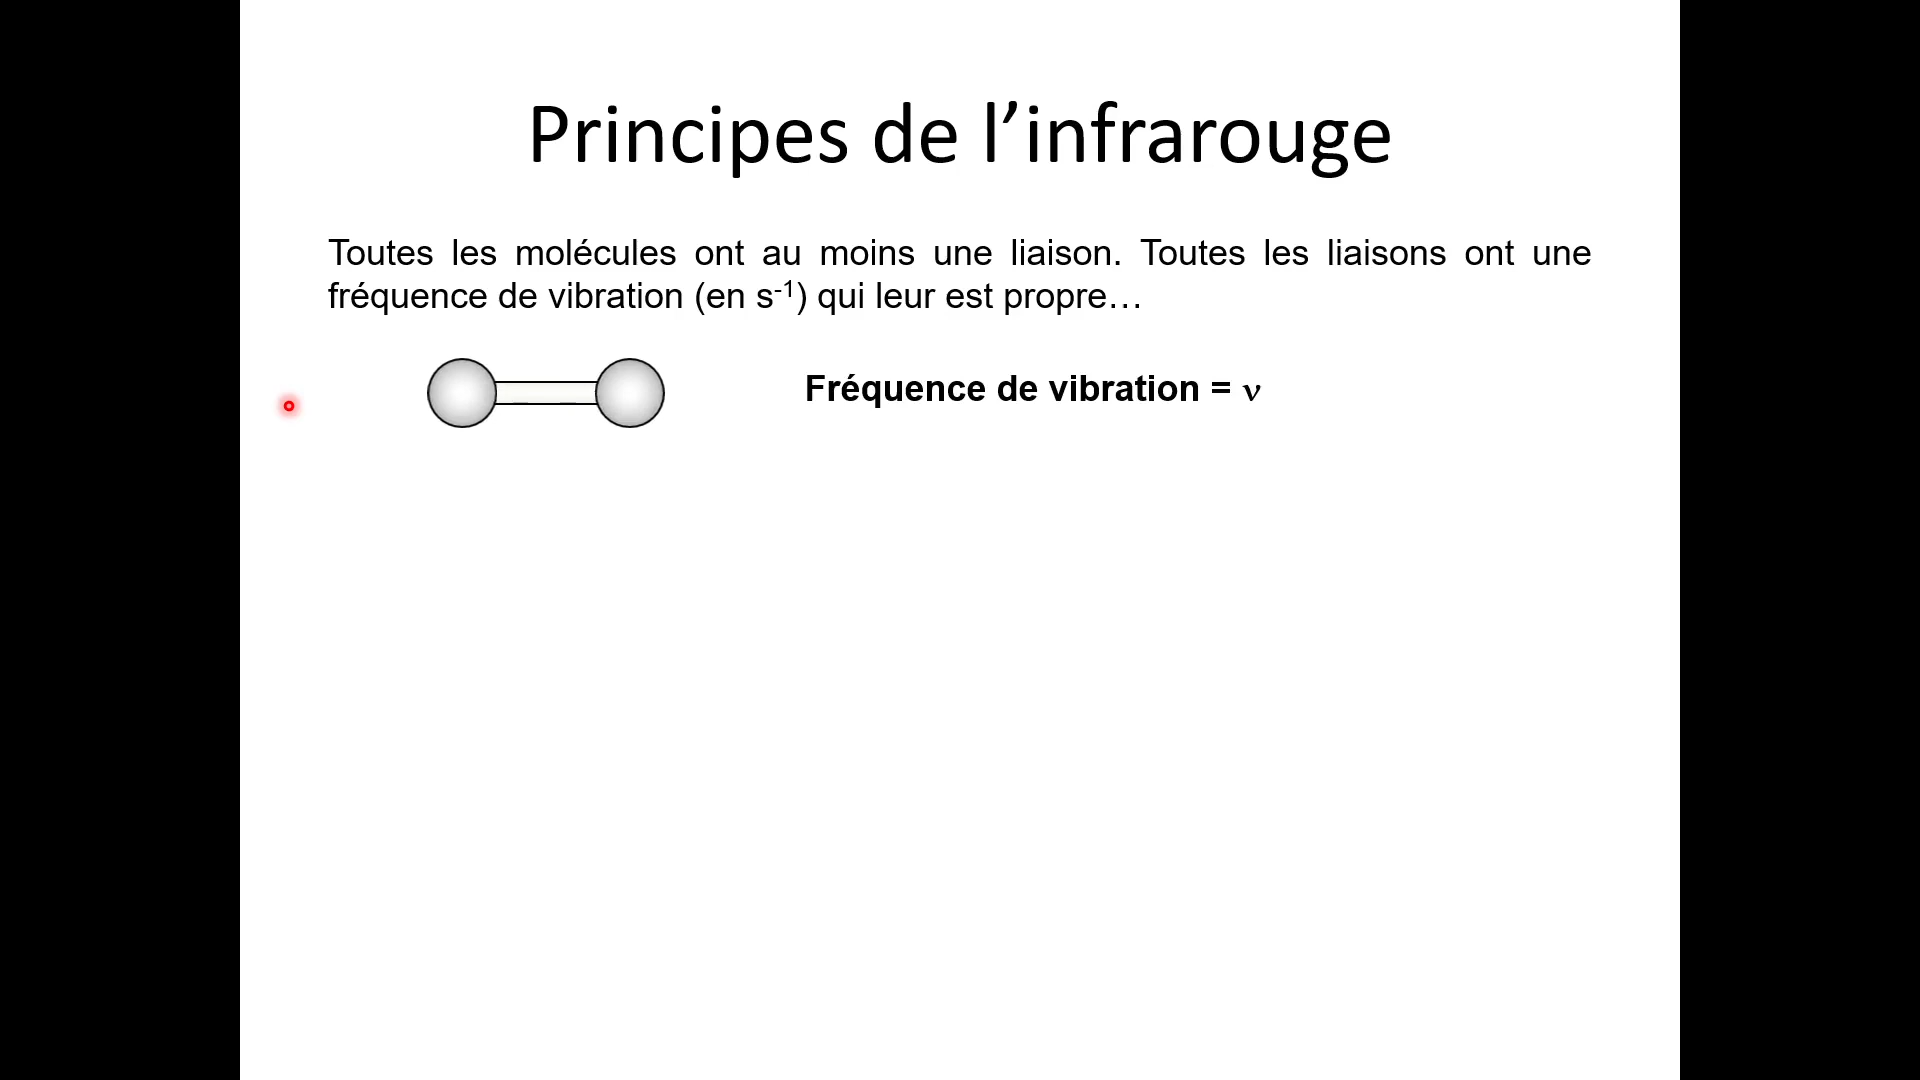 Principes de l’infrarouge
Toutes les molécules ont au moins une liaison. Toutes les liaisons ont une
fréquence de vibration (en s⁻¹) qui leur est propre…
Fréquence de vibration = ν